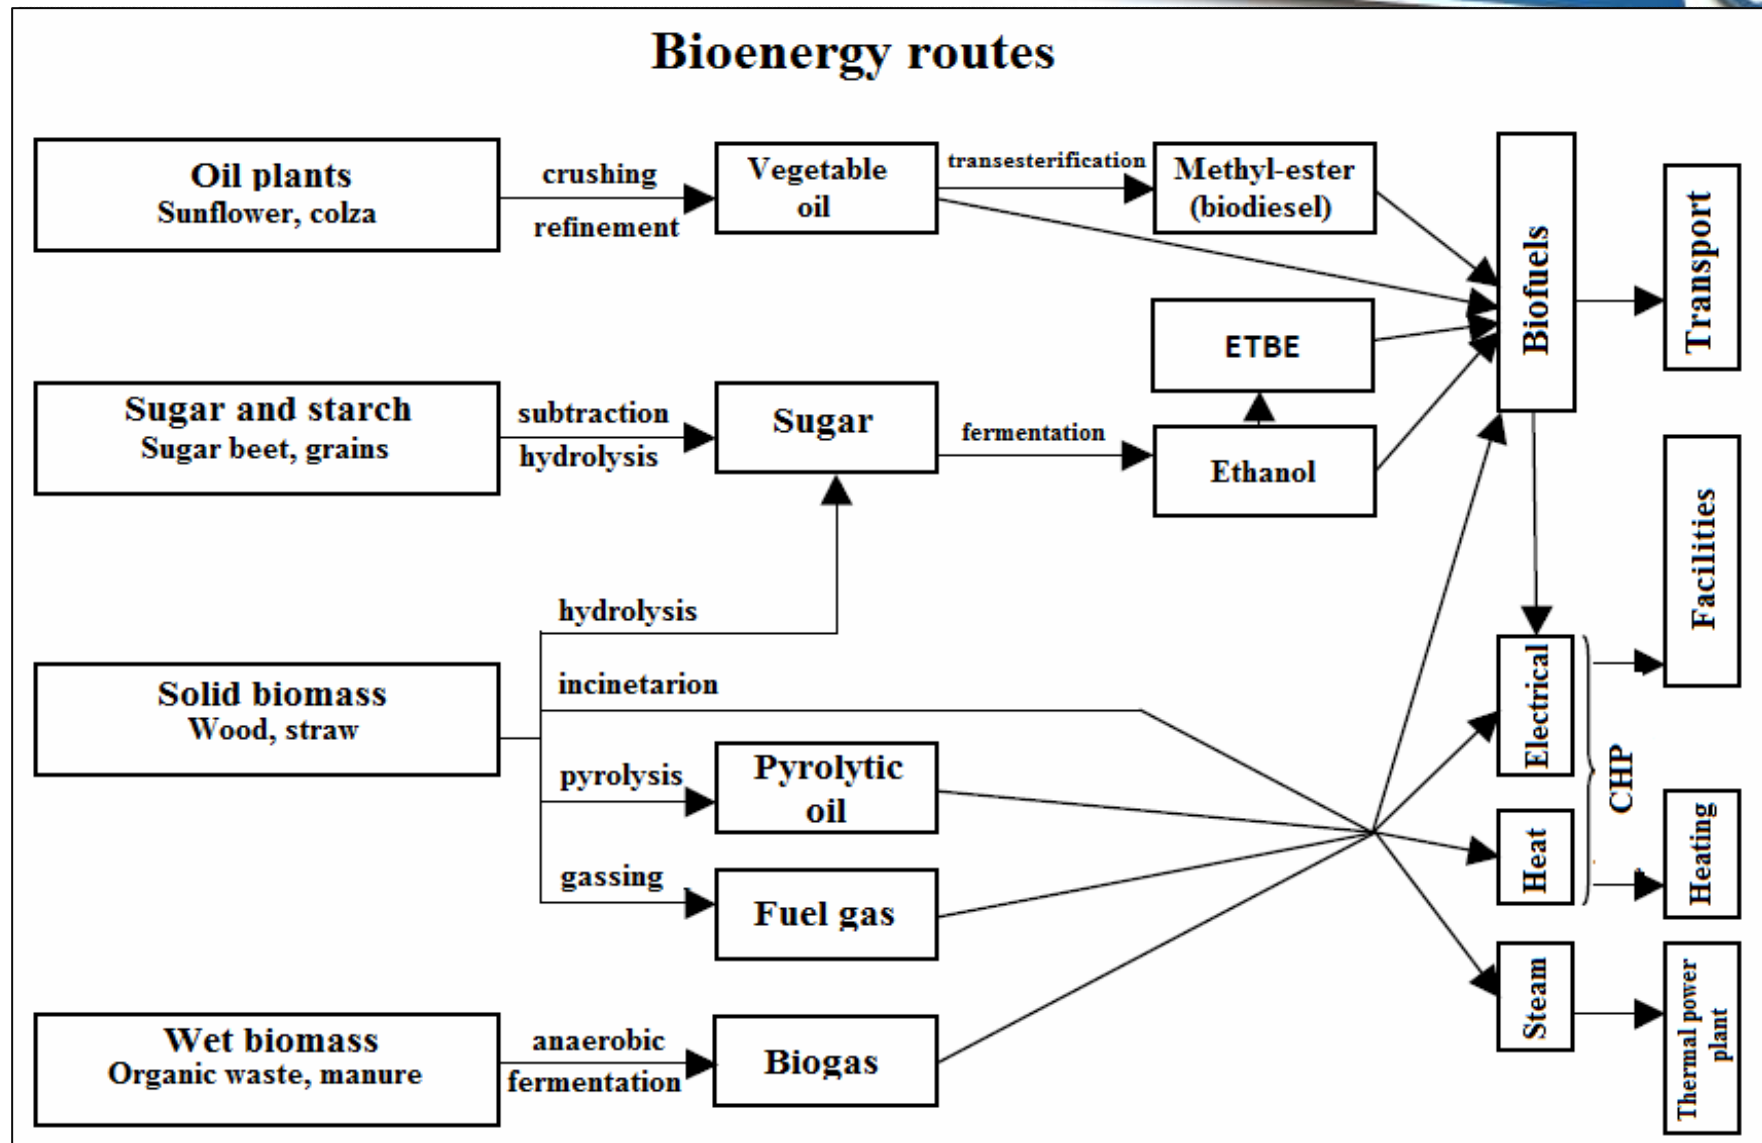 Bioenergy routes
Oil plants
Sunflower, colza
crushing
refinement
Vegetable
oil
transesterification
Methyl-ester
(biodiesel)
Biofuels
Transport
Sugar and starch
Sugar beet, grains
subtraction
hydrolysis
Sugar
fermentation
ETBE
Ethanol
Facilities
Solid biomass
Wood, straw
hydrolysis
incinetarion
pyrolysis
Pyrolytic
oil
gassing
Fuel gas
Electrical
Heat
CHP
Heating
Wet biomass
Organic waste, manure
anaerobic
fermentation
Biogas
Steam
Thermal power
plant